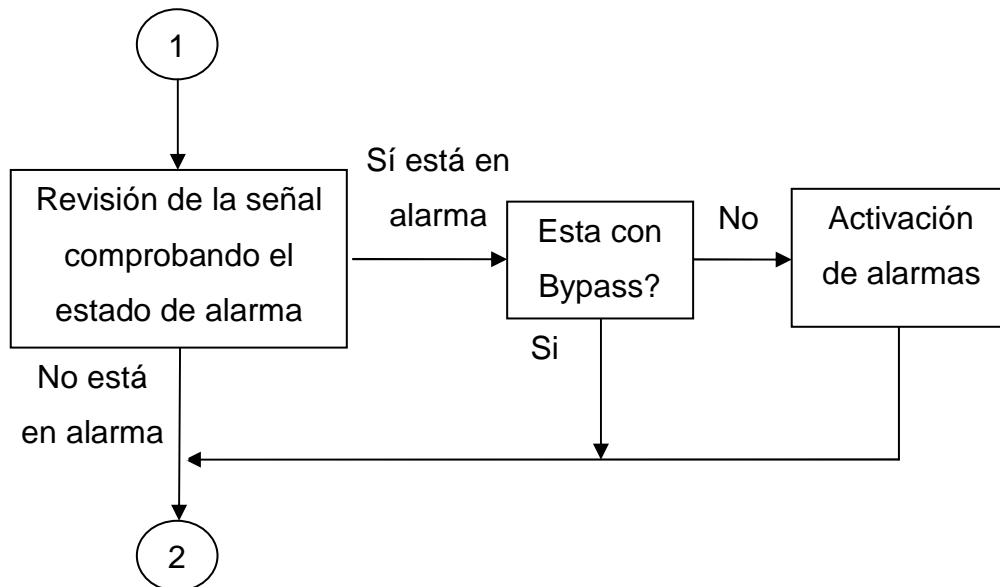 1
Revisión de la señal
comprobando el
estado de alarma
Sí está en
alarma
Esta con
Bypass?
No
Activación
de alarmas
Si
No está
en alarma
2